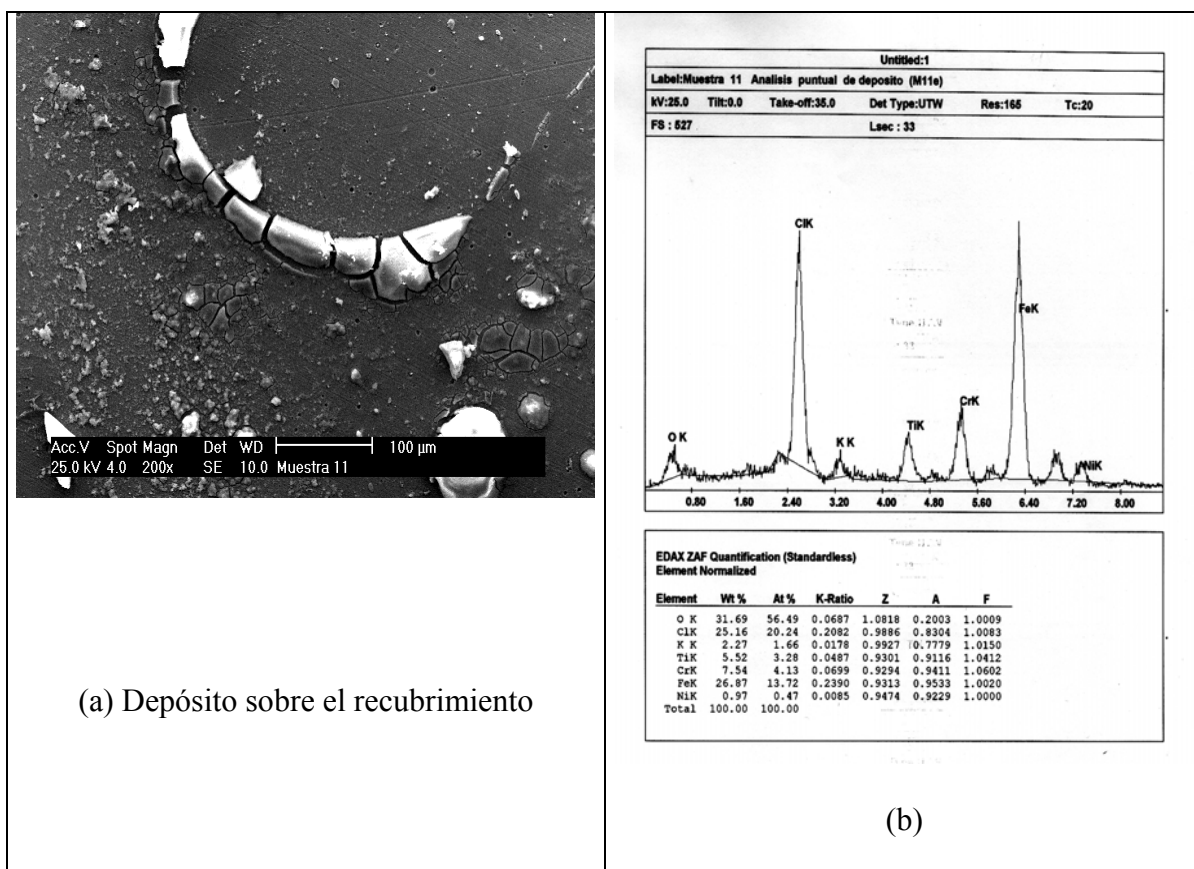 Acc.V Spot Magn Det WD 100 µm
25.0 kV 4.0 200x SE 10.0 Muestra 11
(a) Depósito sobre el recubrimiento
Untitled:1
Label:Muestra 11 Analisis puntual de deposito (M11e)
kV:25.0 Tilt:0.0 Take-off:35.0 Det Type:UTW Res:165 Tc:20
FS : 527 Lsec : 33
ClK
FeK
CrK
TiK
O K
K K
NiK
0.80 1.60 2.40 3.20 4.00 4.80 5.60 6.40 7.20 8.00
EDAX ZAF Quantification (Standardless)
Element Normalized
Element Wt % At % K-Ratio Z A F
O K 31.69 56.49 0.0687 1.0818 0.2003 1.0009
ClK 25.16 20.24 0.2082 0.9886 0.8304 1.0083
K K 2.27 1.66 0.0178 0.9927 0.7779 1.0150
TiK 5.52 3.28 0.0487 0.9301 0.9116 1.0412
CrK 7.54 4.13 0.0699 0.9294 0.9411 1.0602
FeK 26.87 13.72 0.2390 0.9313 0.9533 1.0020
NiK 0.97 0.47 0.0085 0.9474 0.9229 1.0000
Total 100.00 100.00
(b)